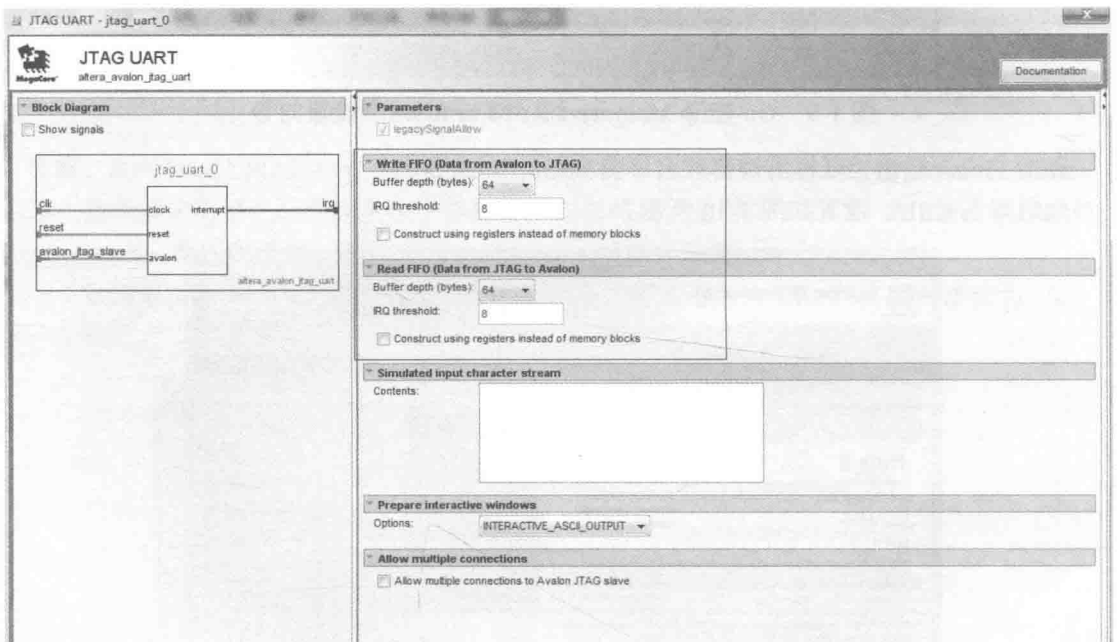 JTAG UART - jtag_uart_0
JTAG UART
MegaCore
altera_avalon_jtag_uart
Documentation
Block Diagram
Show signals
jtag_uart_0
clk
clock
interrupt
irq
reset
reset
avalon_jtag_slave
avalon
altera_avalon_jtag_uart
Parameters
legacySignalAllow
Write FIFO (Data from Avalon to JTAG)
Buffer depth (bytes): 64
IRQ threshold: 8
Construct using registers instead of memory blocks
Read FIFO (Data from JTAG to Avalon)
Buffer depth (bytes): 64
IRQ threshold: 8
Construct using registers instead of memory blocks
Simulated input character stream
Contents:
Prepare interactive windows
Options: INTERACTIVE_ASCII_OUTPUT
Allow multiple connections
Allow multiple connections to Avalon JTAG slave